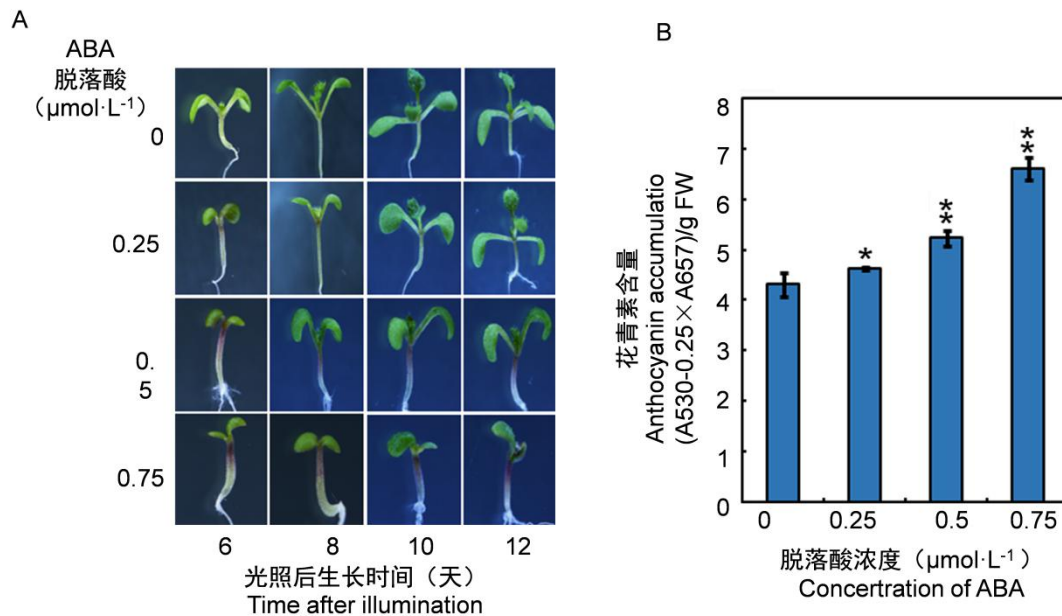 A
ABA
脱落酸
（μmol·L-1）
0
0.25
0.
5
0.75
6 8 10 12
光照后生长时间（天）
Time after illumination
B
花青素含量
Anthocyanin accumulatio
(A530-0.25×A657)/g FW
8
7
6
5
4
3
2
1
0
*
**
**
0 0.25 0.5 0.75
脱落酸浓度（μmol·L-1）
Concertration of ABA